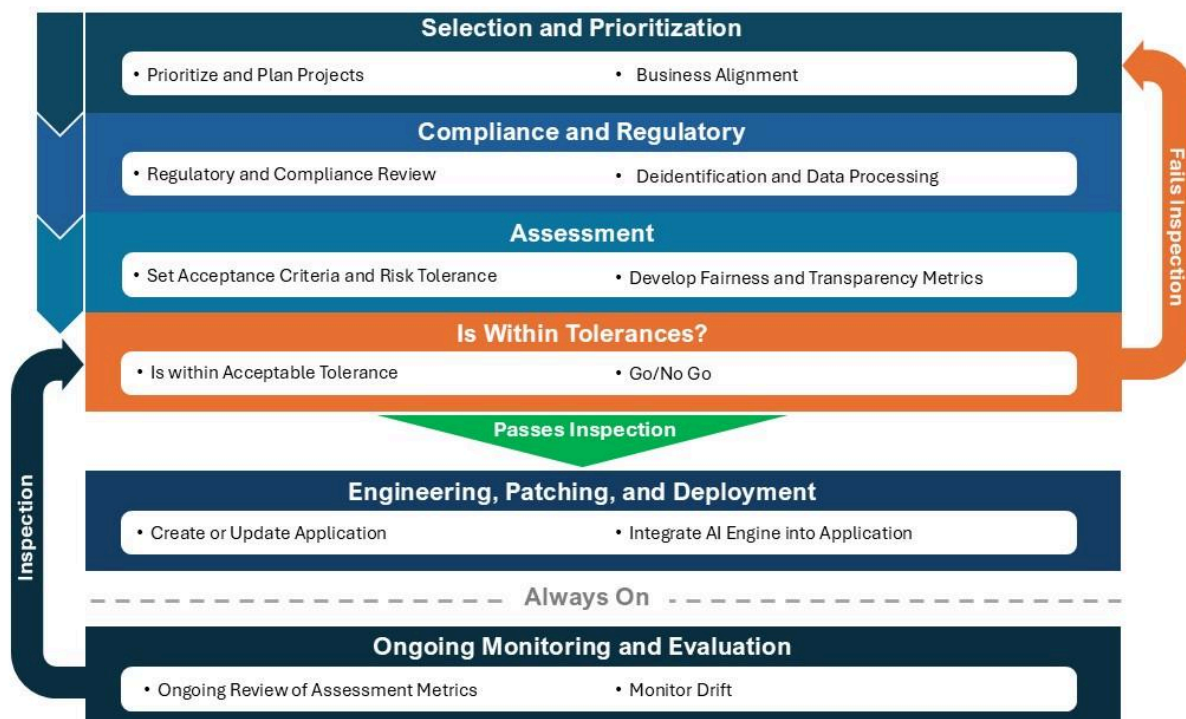 Selection and Prioritization
• Prioritize and Plan Projects
• Business Alignment
Compliance and Regulatory
• Regulatory and Compliance Review
• Deidentification and Data Processing
Assessment
• Set Acceptance Criteria and Risk Tolerance
• Develop Fairness and Transparency Metrics
Fails Inspection
Is Within Tolerances?
• Is within Acceptable Tolerance
• Go/No Go
Passes Inspection
Engineering, Patching, and Deployment
• Create or Update Application
• Integrate AI Engine into Application
Inspection
Always On
Ongoing Monitoring and Evaluation
• Ongoing Review of Assessment Metrics
• Monitor Drift